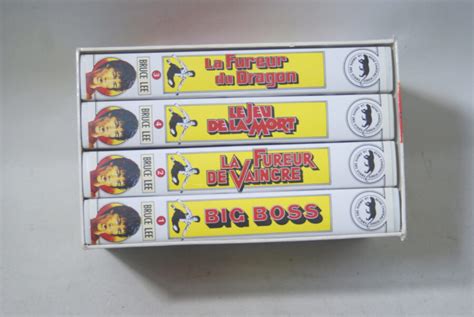 BRUCE LEE
3
La Fureur
du Dragon
BRUCE LEE
4
LE JEU
DE LA MORT
BRUCE LEE
2
LA FUREUR
DE VAINCRE
BRUCE LEE
1
BIG BOSS